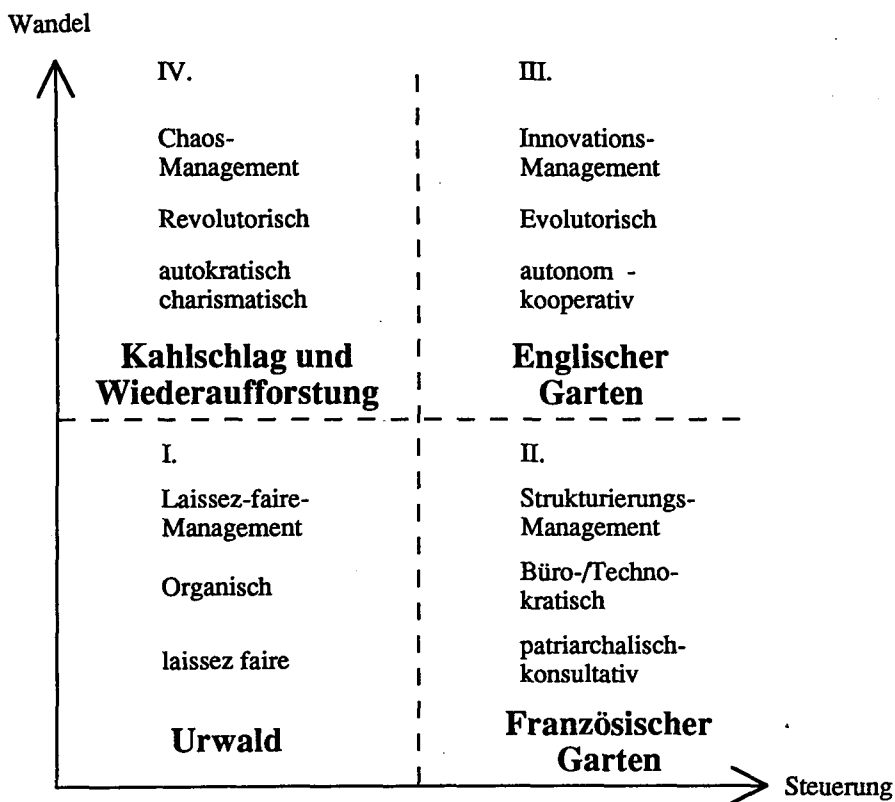 Wandel
IV.
Chaos-
Management
Revolutorisch
autokratisch
charismatisch
Kahlschlag und
Wiederaufforstung
III.
Innovations-
Management
Evolutorisch
autonom -
kooperativ
Englischer
Garten
I.
Laissez-faire-
Management
Organisch
laissez faire
Urwald
II.
Strukturierungs-
Management
Büro-/Techno-
kratisch
patriarchalisch-
konsultativ
Französischer
Garten
Steuerung